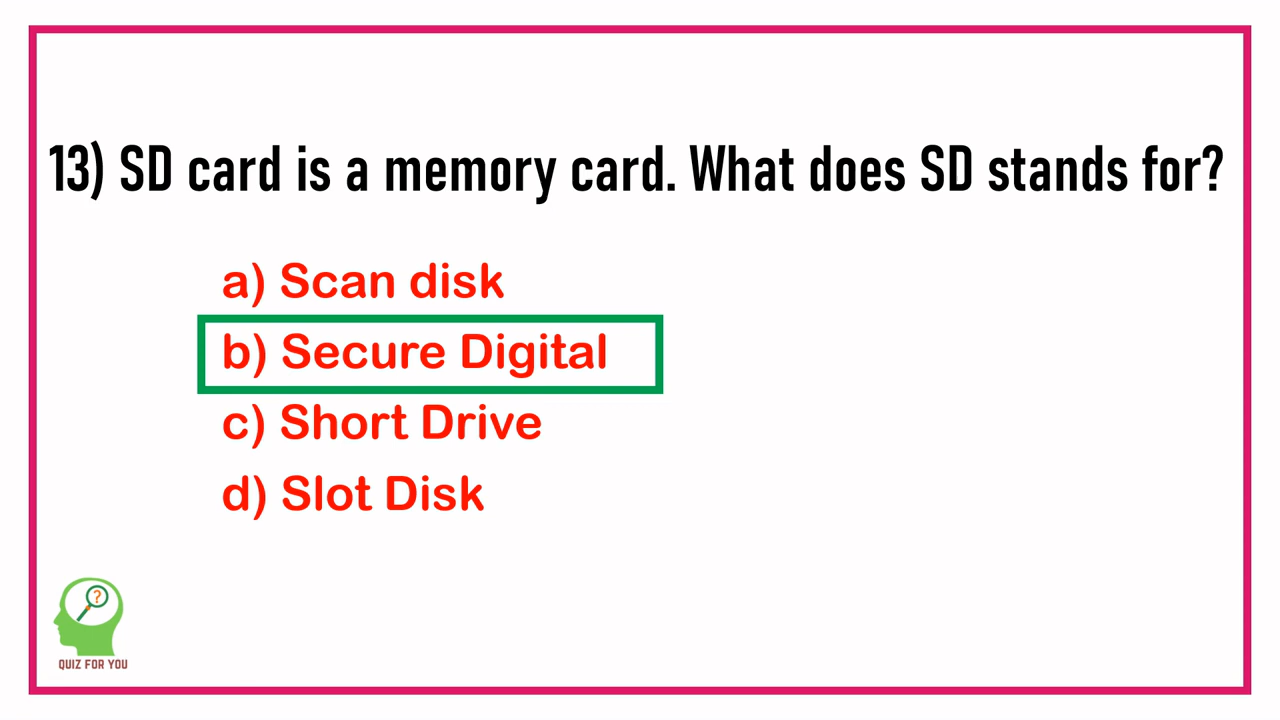 13) SD card is a memory card. What does SD stands for?
a) Scan disk
b) Secure Digital
c) Short Drive
d) Slot Disk
?
QUIZ FOR YOU